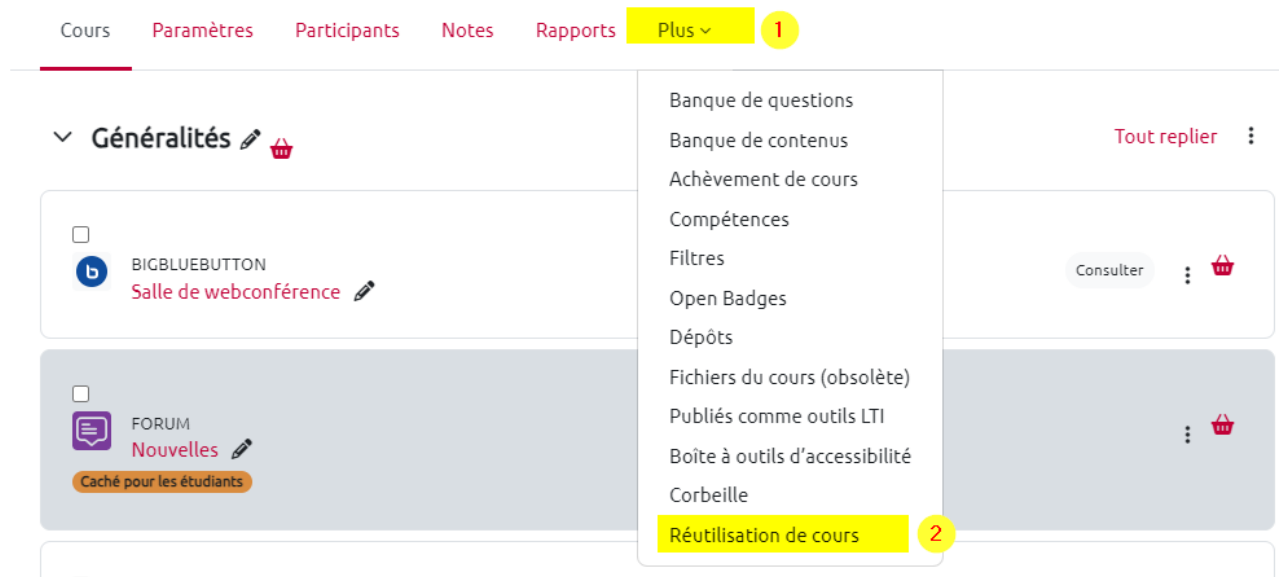 Cours Paramètres Participants Notes Rapports Plus 1
Généralités
Tout replier
Banque de questions
Banque de contenus
Achèvement de cours
Compétences
Filtres
Open Badges
Dépôts
Fichiers du cours (obsolète)
Publiés comme outils LTI
Boîte à outils d’accessibilité
Corbeille
Réutilisation de cours 2
b
BIGBLUEBUTTON
Salle de webconférence
Consulter
FORUM
Nouvelles
Caché pour les étudiants